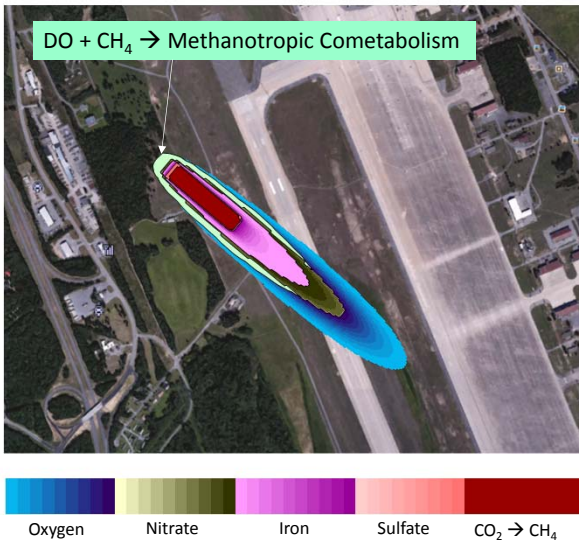 DO + CH₄ → Methanotropic Cometabolism
Oxygen Nitrate Iron Sulfate CO₂ → CH₄